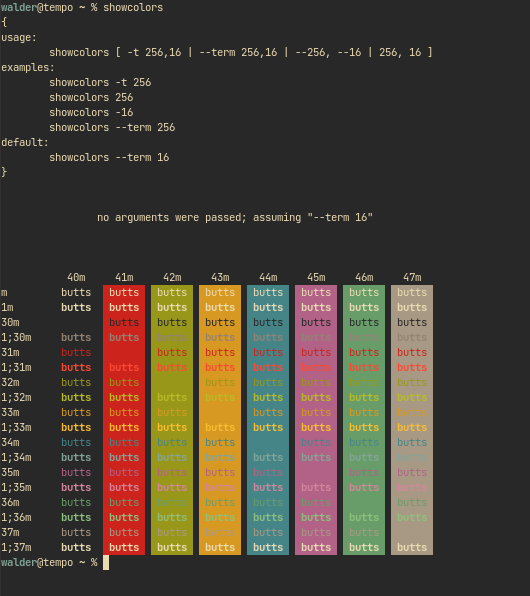 walder@tempo ~ % showcolors
{
usage:
        showcolors [ -t 256,16 | --term 256,16 | --256, --16 | 256, 16 ]
examples:
        showcolors -t 256
        showcolors 256
        showcolors -16
        showcolors --term 256
default:
        showcolors --term 16
}
no arguments were passed; assuming "--term 16"
40m 41m 42m 43m 44m 45m 46m 47m
m butts butts butts butts butts butts butts butts
1m butts butts butts butts butts butts butts butts
30m butts butts butts butts butts butts butts
1;30m butts butts butts butts butts butts butts butts
31m butts butts butts butts butts butts butts
1;31m butts butts butts butts butts butts butts butts
32m butts butts butts butts butts butts butts
1;32m butts butts butts butts butts butts butts butts
33m butts butts butts butts butts butts butts
1;33m butts butts butts butts butts butts butts butts
34m butts butts butts butts butts butts butts
1;34m butts butts butts butts butts butts butts butts
35m butts butts butts butts butts butts butts
1;35m butts butts butts butts butts butts butts butts
36m butts butts butts butts butts butts butts
1;36m butts butts butts butts butts butts butts butts
37m butts butts butts butts butts butts butts
1;37m butts butts butts butts butts butts butts butts
walder@tempo ~ %